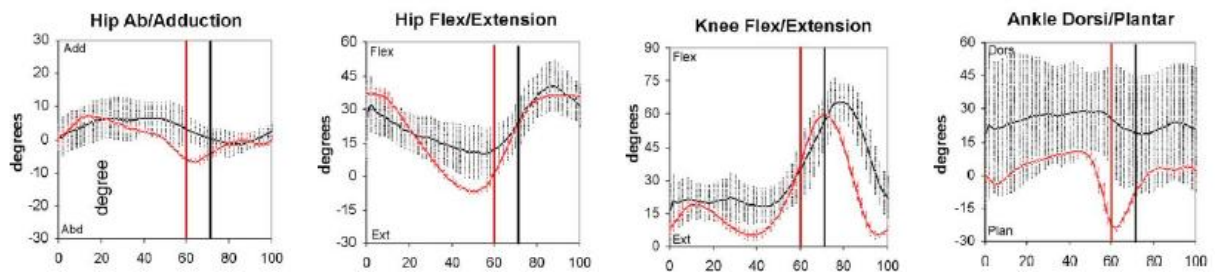 Hip Ab/Adduction
30
20
10
0
-10
-20
-30
Add
Abd
degrees
degree
0 20 40 60 80 100
Hip Flex/Extension
60
45
30
15
0
-15
-30
Flex
Ext
degrees
0 20 40 60 80 100
Knee Flex/Extension
90
75
60
45
30
15
0
Flex
Ext
degrees
0 20 40 60 80 100
Ankle Dorsi/Plantar
60
45
30
15
0
-15
-30
Dors
Plan
degrees
0 20 40 60 80 100